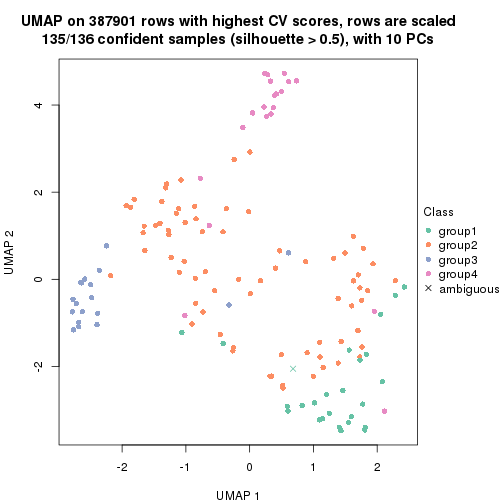 UMAP on 387901 rows with highest CV scores, rows are scaled
135/136 confident samples (silhouette > 0.5), with 10 PCs
4
2
0
-2
UMAP 2
-2
-1
0
1
2
UMAP 1
Class
group1
group2
group3
group4
ambiguous